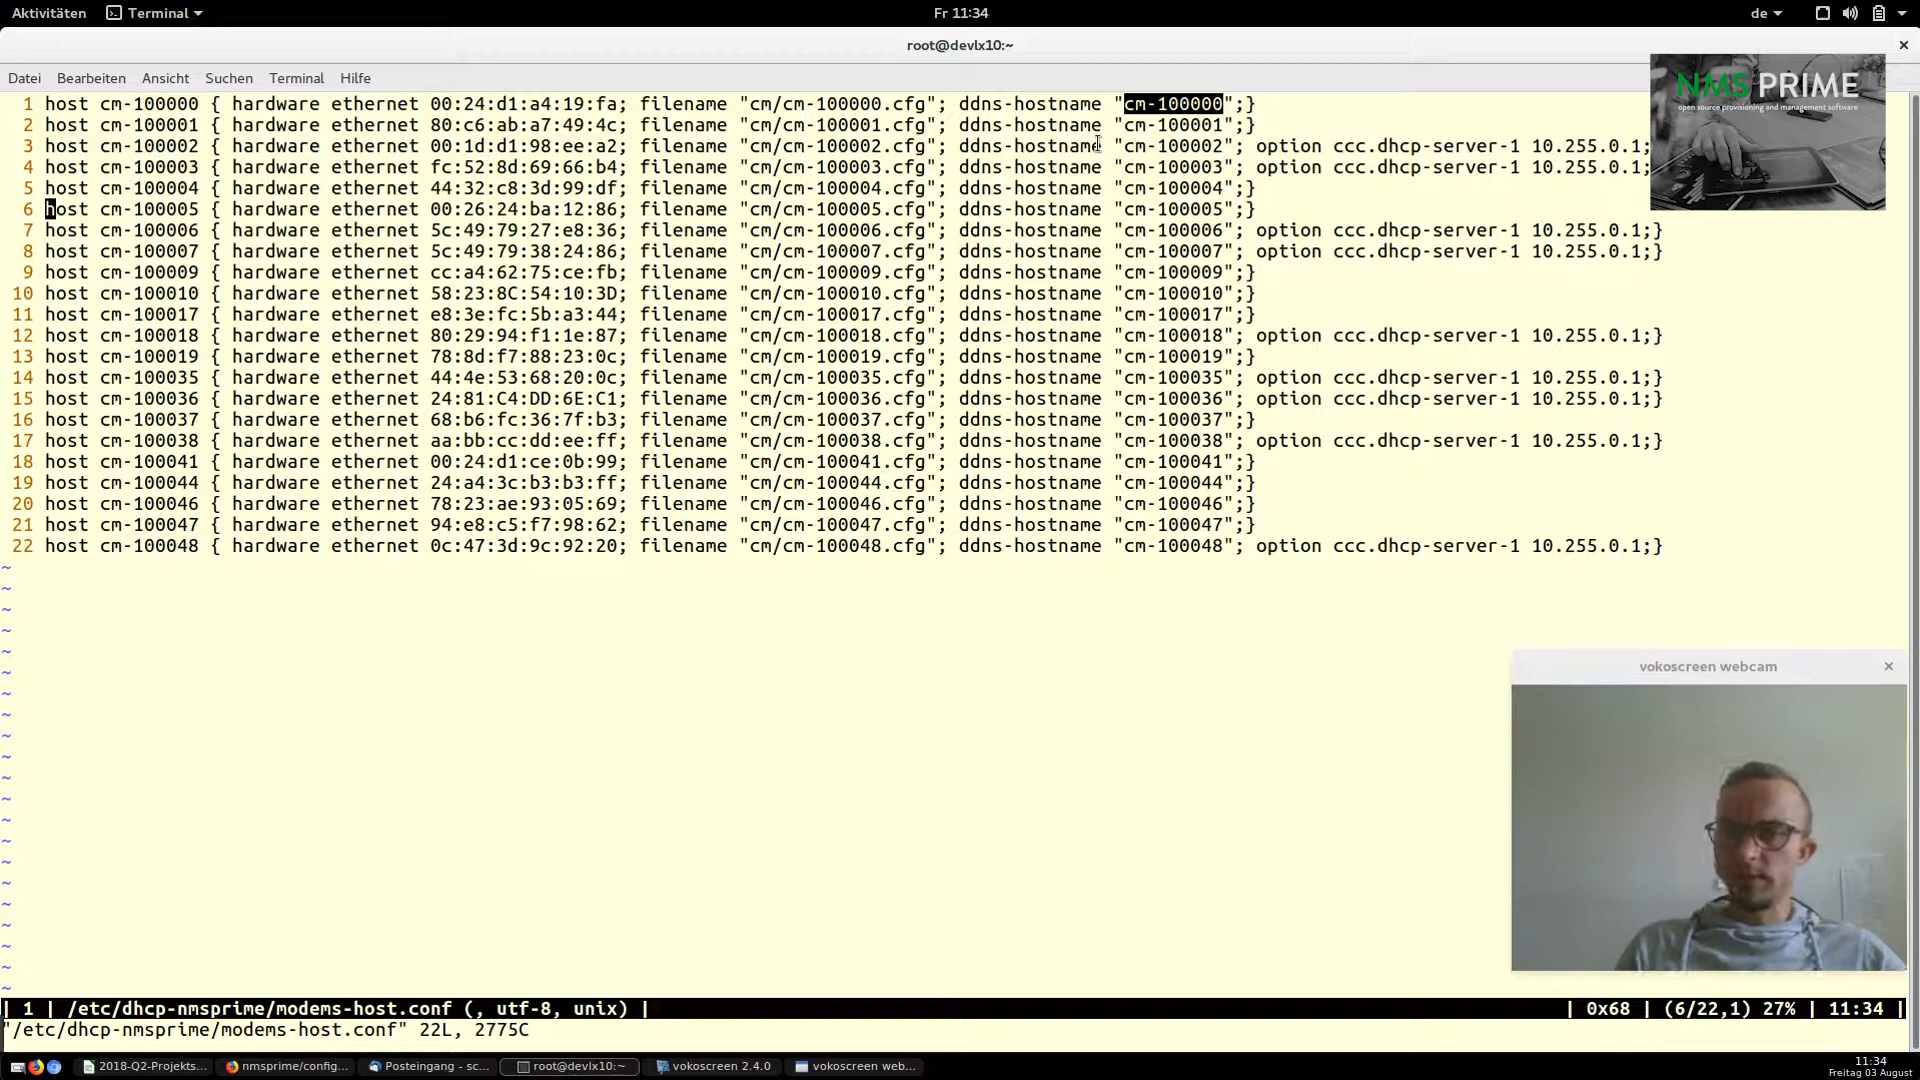 Aktivitäten Terminal Fr 11:34 de
root@devlx10:~
Datei Bearbeiten Ansicht Suchen Terminal Hilfe
NMS PRIME
open source provisioning and management software
1 host cm-100000 { hardware ethernet 00:24:d1:a4:19:fa; filename "cm/cm-100000.cfg"; ddns-hostname "cm-100000";}
2 host cm-100001 { hardware ethernet 80:c6:ab:a7:49:4c; filename "cm/cm-100001.cfg"; ddns-hostname "cm-100001";}
3 host cm-100002 { hardware ethernet 00:1d:d1:98:ee:a2; filename "cm/cm-100002.cfg"; ddns-hostname "cm-100002"; option ccc.dhcp-server-1 10.255.0.1;
4 host cm-100003 { hardware ethernet fc:52:8d:69:66:b4; filename "cm/cm-100003.cfg"; ddns-hostname "cm-100003"; option ccc.dhcp-server-1 10.255.0.1;
5 host cm-100004 { hardware ethernet 44:32:c8:3d:99:df; filename "cm/cm-100004.cfg"; ddns-hostname "cm-100004";}
6 host cm-100005 { hardware ethernet 00:26:24:ba:12:86; filename "cm/cm-100005.cfg"; ddns-hostname "cm-100005";}
7 host cm-100006 { hardware ethernet 5c:49:79:27:e8:36; filename "cm/cm-100006.cfg"; ddns-hostname "cm-100006"; option ccc.dhcp-server-1 10.255.0.1;}
8 host cm-100007 { hardware ethernet 5c:49:79:38:24:86; filename "cm/cm-100007.cfg"; ddns-hostname "cm-100007"; option ccc.dhcp-server-1 10.255.0.1;}
9 host cm-100009 { hardware ethernet cc:a4:62:75:ce:fb; filename "cm/cm-100009.cfg"; ddns-hostname "cm-100009";}
10 host cm-100010 { hardware ethernet 58:23:8C:54:10:3D; filename "cm/cm-100010.cfg"; ddns-hostname "cm-100010";}
11 host cm-100017 { hardware ethernet e8:3e:fc:5b:a3:44; filename "cm/cm-100017.cfg"; ddns-hostname "cm-100017";}
12 host cm-100018 { hardware ethernet 80:29:94:f1:1e:87; filename "cm/cm-100018.cfg"; ddns-hostname "cm-100018"; option ccc.dhcp-server-1 10.255.0.1;}
13 host cm-100019 { hardware ethernet 78:8d:f7:88:23:0c; filename "cm/cm-100019.cfg"; ddns-hostname "cm-100019";}
14 host cm-100035 { hardware ethernet 44:4e:53:68:20:0c; filename "cm/cm-100035.cfg"; ddns-hostname "cm-100035"; option ccc.dhcp-server-1 10.255.0.1;}
15 host cm-100036 { hardware ethernet 24:81:C4:DD:6E:C1; filename "cm/cm-100036.cfg"; ddns-hostname "cm-100036"; option ccc.dhcp-server-1 10.255.0.1;}
16 host cm-100037 { hardware ethernet 68:b6:fc:36:7f:b3; filename "cm/cm-100037.cfg"; ddns-hostname "cm-100037";}
17 host cm-100038 { hardware ethernet aa:bb:cc:dd:ee:ff; filename "cm/cm-100038.cfg"; ddns-hostname "cm-100038"; option ccc.dhcp-server-1 10.255.0.1;}
18 host cm-100041 { hardware ethernet 00:24:d1:ce:0b:99; filename "cm/cm-100041.cfg"; ddns-hostname "cm-100041";}
19 host cm-100044 { hardware ethernet 24:a4:3c:b3:b3:ff; filename "cm/cm-100044.cfg"; ddns-hostname "cm-100044";}
20 host cm-100046 { hardware ethernet 78:23:ae:93:05:69; filename "cm/cm-100046.cfg"; ddns-hostname "cm-100046";}
21 host cm-100047 { hardware ethernet 94:e8:c5:f7:98:62; filename "cm/cm-100047.cfg"; ddns-hostname "cm-100047";}
22 host cm-100048 { hardware ethernet 0c:47:3d:9c:92:20; filename "cm/cm-100048.cfg"; ddns-hostname "cm-100048"; option ccc.dhcp-server-1 10.255.0.1;}
vokoscreen webcam
| 1 | /etc/dhcp-nmsprime/modems-host.conf (, utf-8, unix) | | 0x68 | (6/22,1) 27% | 11:34 |
"/etc/dhcp-nmsprime/modems-host.conf" 22L, 2775C
2018-Q2-Projekts... nmsprime/config... Posteingang - sc... root@devlx10:~ vokoscreen 2.4.0 vokoscreen web...
11:34
Freitag 03 August